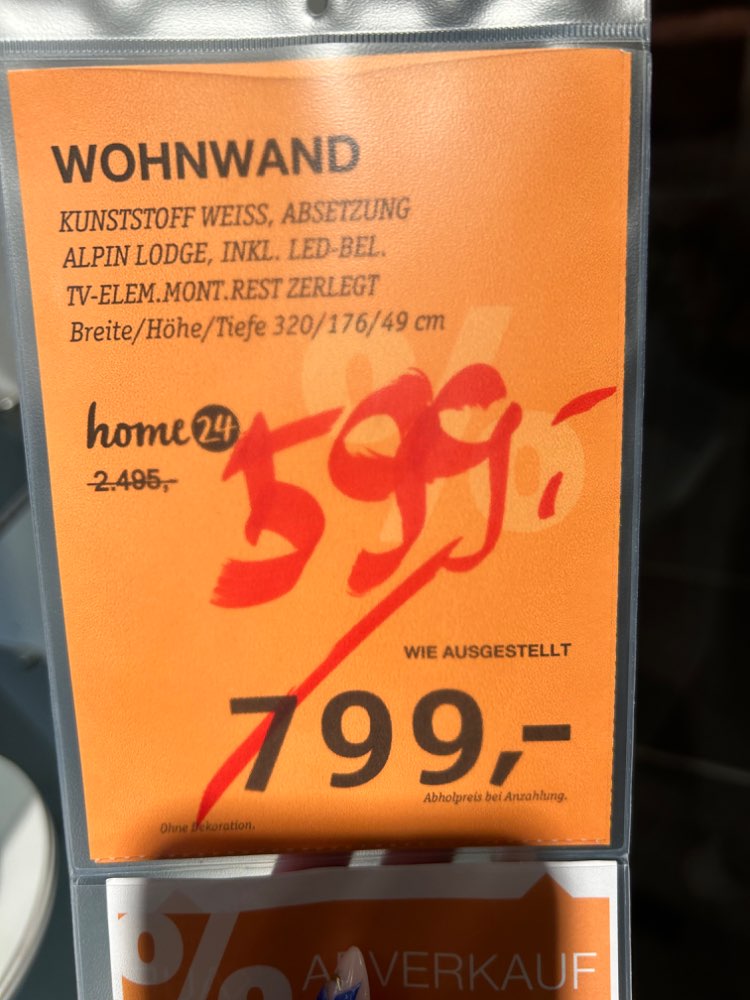 WOHNWAND
KUNSTSTOFF WEISS, ABSETZUNG
ALPIN LODGE, INKL. LED-BEL.
TV-ELEM.MONT.REST ZERLEGT
Breite/Höhe/Tiefe 320/176/49 cm
%
home24
2.495,-
599,-
WIE AUSGESTELLT
799,-
Abholpreis bei Anzahlung.
Ohne Dekoration.
%
ABVERKAUF